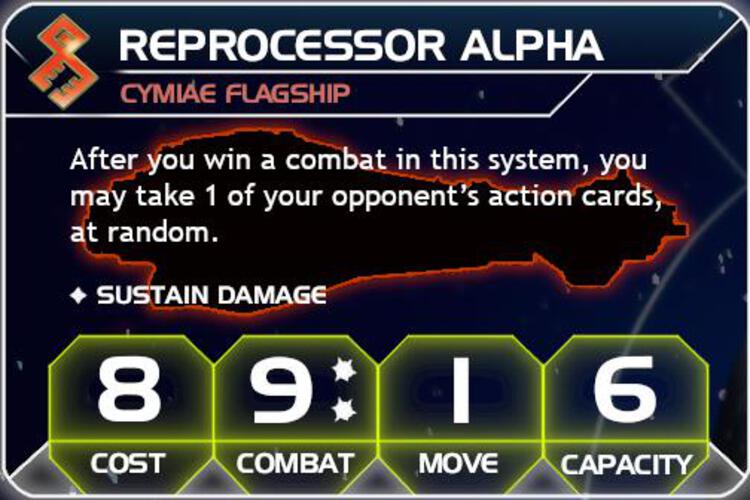 REPROCESSOR ALPHA
CYMIAE FLAGSHIP
After you win a combat in this system, you
may take 1 of your opponent's action cards,
at random.
SUSTAIN DAMAGE
8 9 1 6
COST COMBAT MOVE CAPACITY